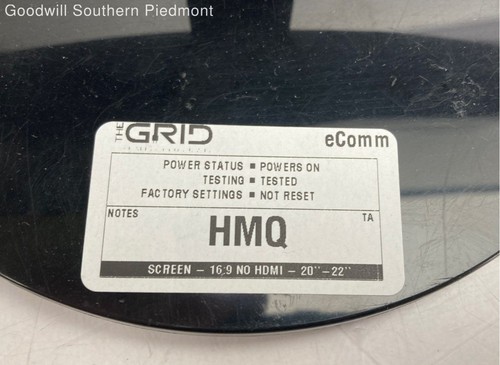 Goodwill Southern Piedmont
THE GRID
eComm
POWER STATUS ▪ POWERS ON
TESTING ▪ TESTED
FACTORY SETTINGS ▪ NOT RESET
NOTES
TA
HMQ
SCREEN – 16:9 NO HDMI – 20"–22"